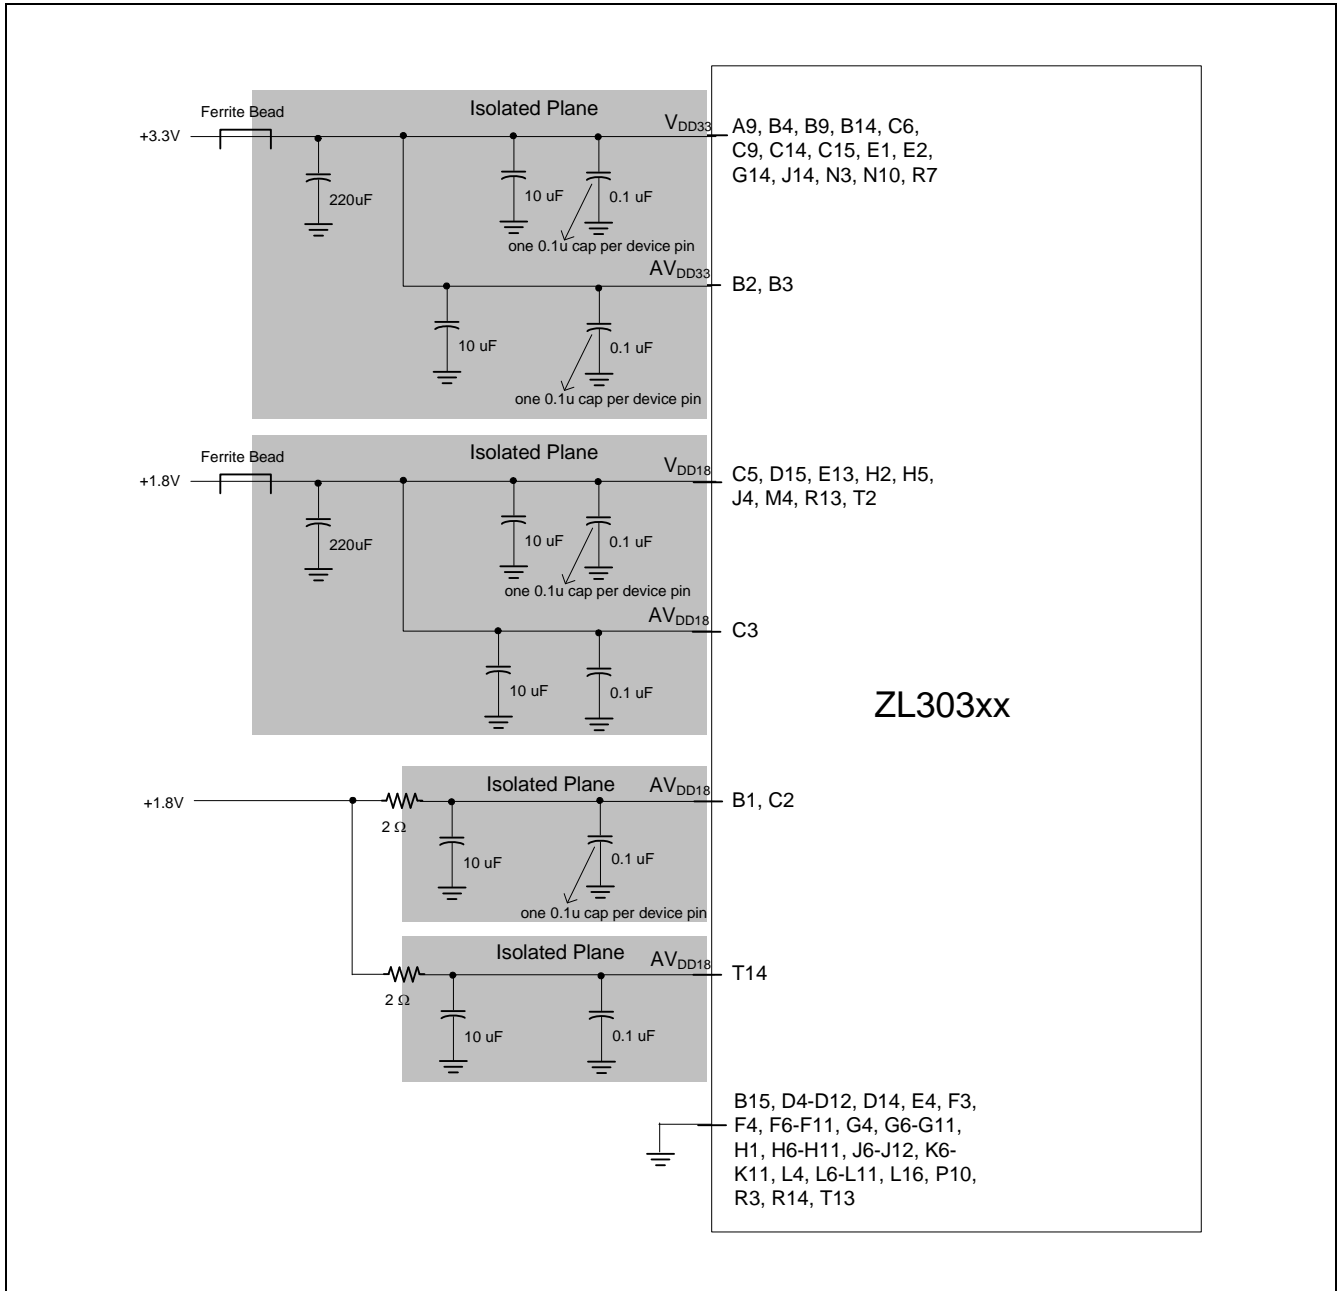 Isolated Plane
Ferrite Bead
+3.3V
VDD33
A9, B4, B9, B14, C6,
C9, C14, C15, E1, E2,
G14, J14, N3, N10, R7
220uF
10 uF
0.1 uF
one 0.1u cap per device pin
AVDD33
B2, B3
10 uF
0.1 uF
one 0.1u cap per device pin
Isolated Plane
Ferrite Bead
+1.8V
VDD18
C5, D15, E13, H2, H5,
J4, M4, R13, T2
220uF
10 uF
0.1 uF
one 0.1u cap per device pin
AVDD18
C3
10 uF
0.1 uF
ZL303xx
Isolated Plane
+1.8V
AVDD18
B1, C2
2 Ω
10 uF
0.1 uF
one 0.1u cap per device pin
Isolated Plane
AVDD18
T14
2 Ω
10 uF
0.1 uF
B15, D4-D12, D14, E4, F3,
F4, F6-F11, G4, G6-G11,
H1, H6-H11, J6-J12, K6-
K11, L4, L6-L11, L16, P10,
R3, R14, T13